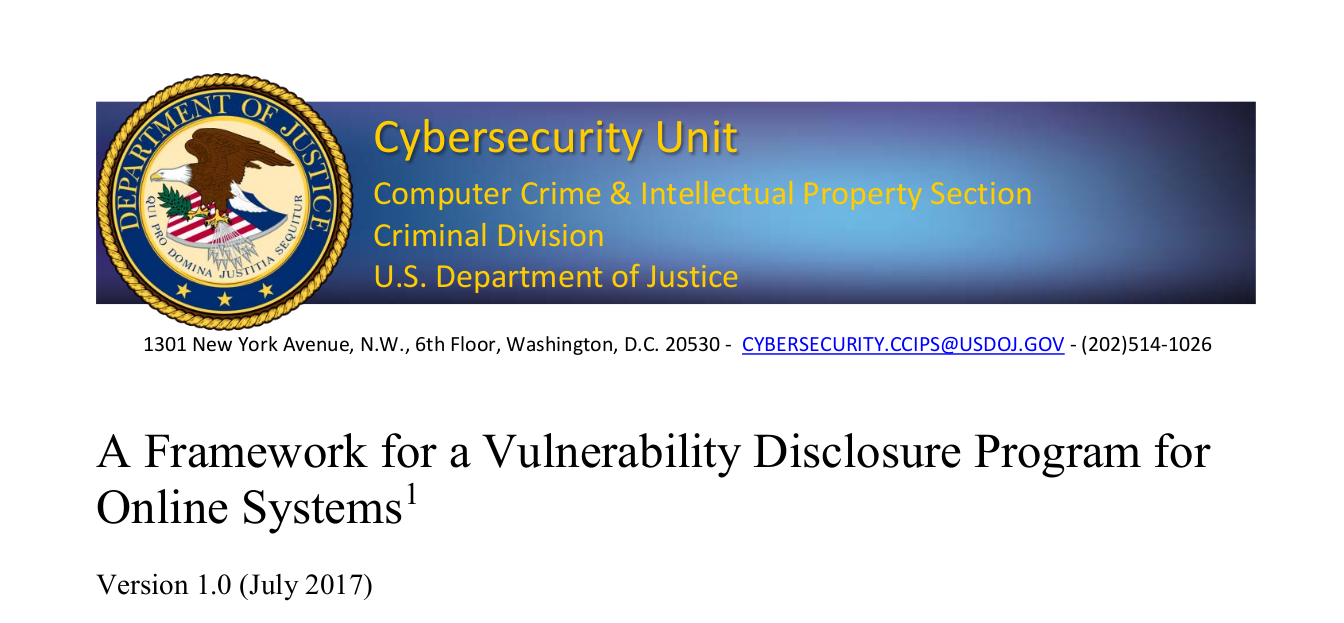 DEPARTMENT OF JUSTICE
QUI PRO DOMINA JUSTITIA SEQUITUR
Cybersecurity Unit
Computer Crime & Intellectual Property Section
Criminal Division
U.S. Department of Justice
1301 New York Avenue, N.W., 6th Floor, Washington, D.C. 20530 - CYBERSECURITY.CCIPS@USDOJ.GOV - (202)514-1026
A Framework for a Vulnerability Disclosure Program for
Online Systems¹
Version 1.0 (July 2017)